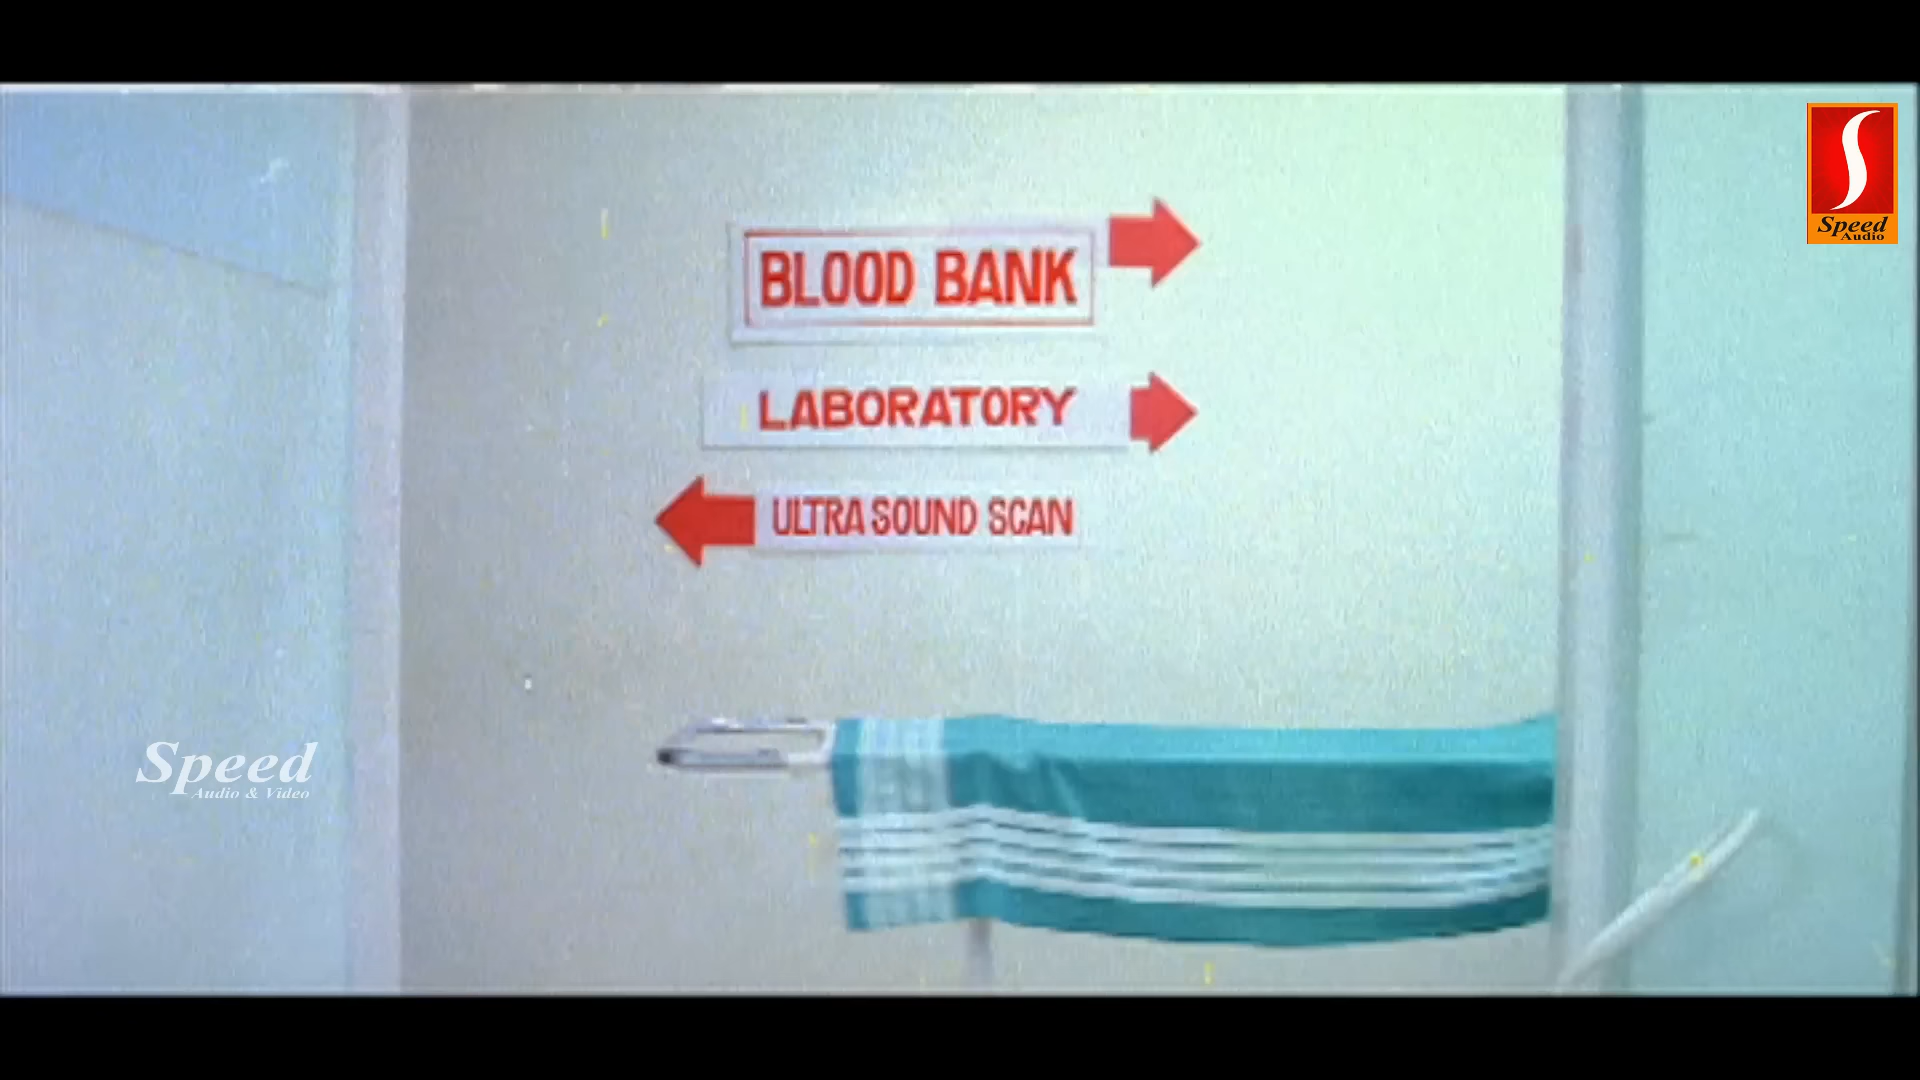 Speed
Audio
BLOOD BANK
LABORATORY
ULTRA SOUND SCAN
Speed
Audio & Video